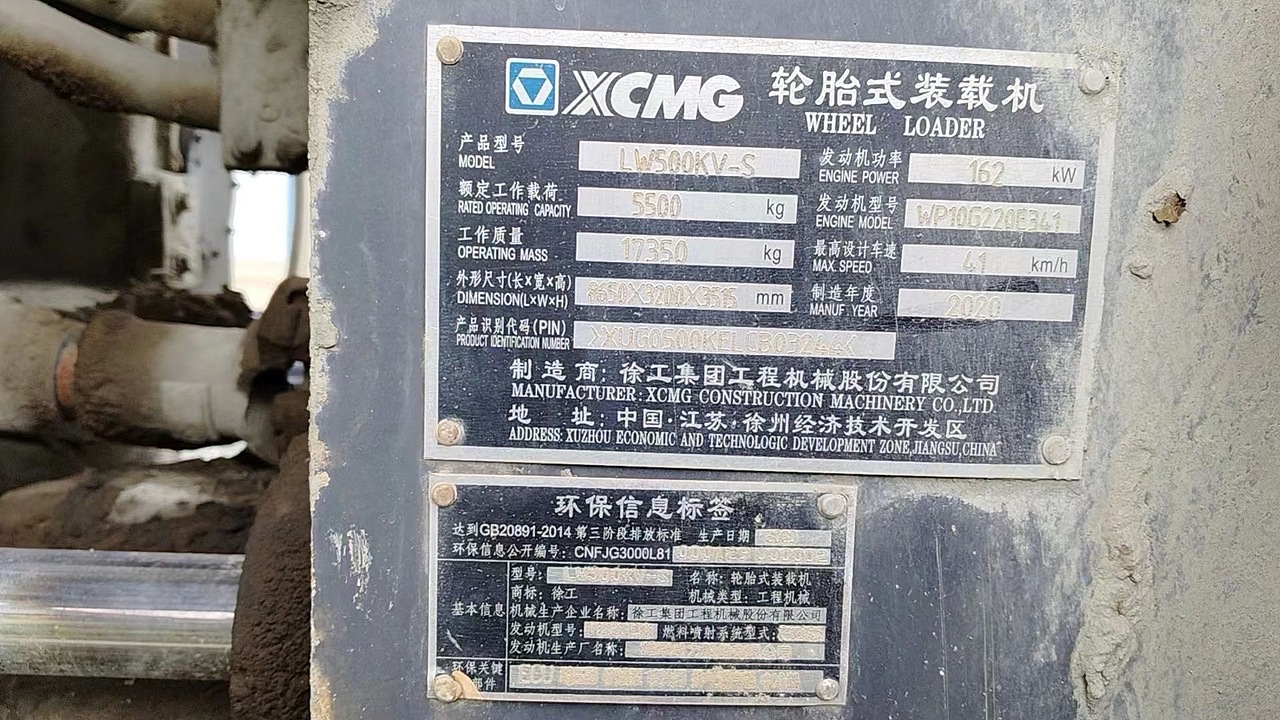 XCMG 轮胎式装载机
WHEEL LOADER
产品型号 MODEL LW500KV-S
发动机功率 ENGINE POWER 162 kW
额定工作载荷 RATED OPERATING CAPACITY 5500 kg
发动机型号 ENGINE MODEL WP10G220E341
工作质量 OPERATING MASS 17350 kg
最高设计车速 MAX. SPEED 41 km/h
外形尺寸(长×宽×高) DIMENSION(L×W×H) 8650X3200X3515 mm
制造年度 MANUF YEAR 2020
产品识别代码(PIN) PRODUCT IDENTIFICATION NUMBER
制造商: 徐工集团工程机械股份有限公司
MANUFACTURER: XCMG CONSTRUCTION MACHINERY CO.,LTD.
地址: 中国·江苏·徐州经济技术开发区
ADDRESS: XUZHOU ECONOMIC AND TECHNOLOGIC DEVELOPMENT ZONE,JIANGSU,CHINA
环保信息标签
达到GB20891-2014 第三阶段排放标准 生产日期
环保信息公开编号: CNFJG3000L81
基本信息
型号: 名称: 轮胎式装载机
商标: 徐工 机械类型: 工程机械
机械生产企业名称: 徐工集团工程机械股份有限公司
发动机型号: 燃料喷射系统型式:
发动机生产厂名称:
环保关键
部件 ECU